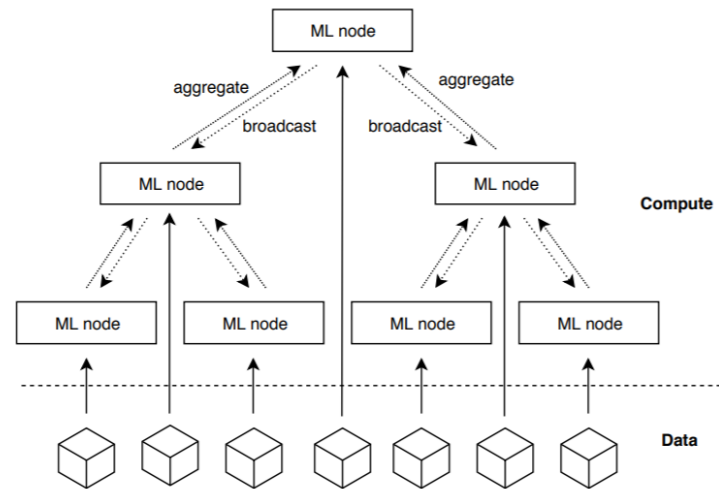 ML node
aggregate
aggregate
broadcast
broadcast
ML node
ML node
Compute
ML node
ML node
ML node
ML node
Data